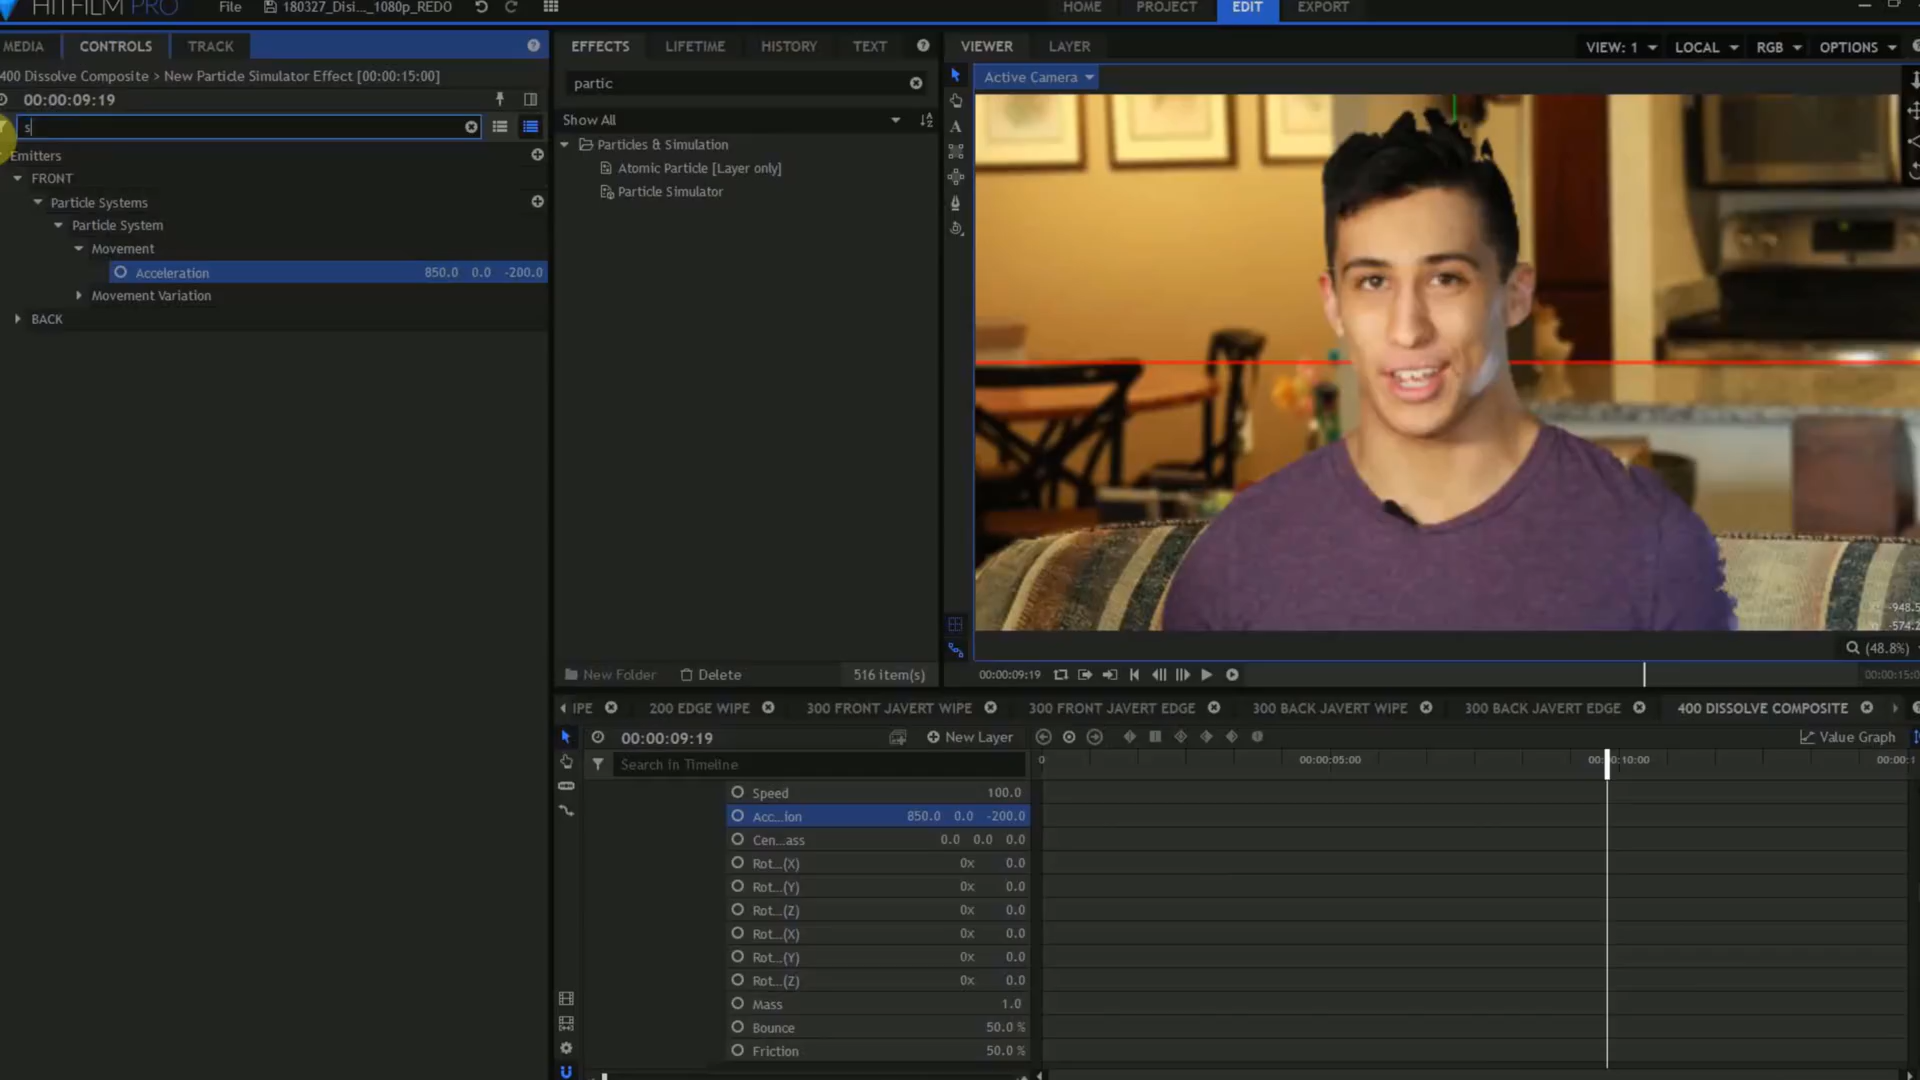 HITFILM PRO
File
180327_Disi..._1080p_REDO
HOME
PROJECT
EDIT
EXPORT
MEDIA
CONTROLS
TRACK
400 Dissolve Composite > New Particle Simulator Effect [00:00:15:00]
00:00:09:19
s
Emitters
FRONT
Particle Systems
Particle System
Movement
Acceleration 850.0 0.0 -200.0
Movement Variation
BACK
EFFECTS
LIFETIME
HISTORY
TEXT
partic
Show All
Particles & Simulation
Atomic Particle [Layer only]
Particle Simulator
New Folder
Delete
516 item(s)
VIEWER
LAYER
VIEW: 1
LOCAL
RGB
OPTIONS
Active Camera
(48.8%)
00:00:09:19
IPE
200 EDGE WIPE
300 FRONT JAVERT WIPE
300 FRONT JAVERT EDGE
300 BACK JAVERT WIPE
300 BACK JAVERT EDGE
400 DISSOLVE COMPOSITE
00:00:09:19
New Layer
Value Graph
Search in Timeline
0
00:00:05:00
Speed 100.0
Acc...ion 850.0 0.0 -200.0
Cen...ass 0.0 0.0 0.0
Rot...(X) 0x 0.0
Rot...(Y) 0x 0.0
Rot...(Z) 0x 0.0
Rot...(X) 0x 0.0
Rot...(Y) 0x 0.0
Rot...(Z) 0x 0.0
Mass 1.0
Bounce 50.0 %
Friction 50.0 %